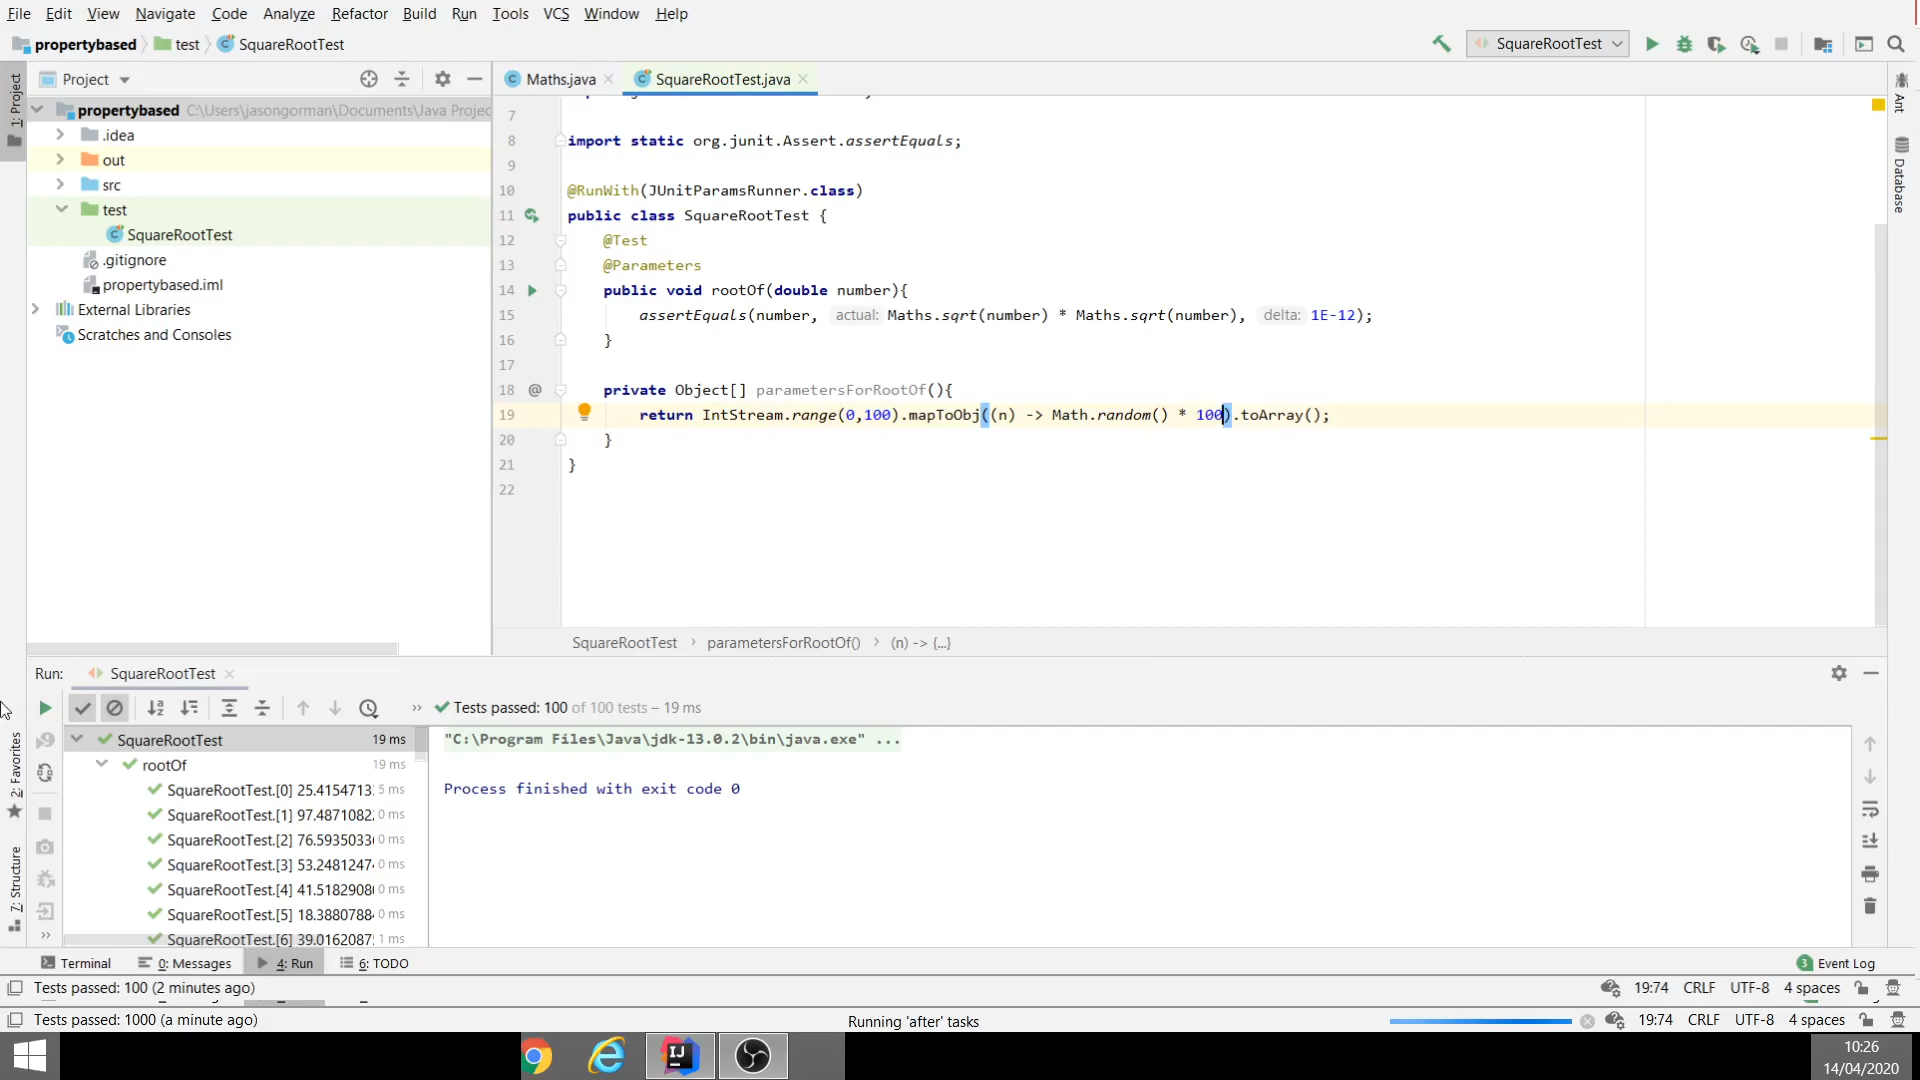 File Edit View Navigate Code Analyze Refactor Build Run Tools VCS Window Help
propertybased test SquareRootTest
SquareRootTest
1: Project
Project
Maths.java
SquareRootTest.java
Ant
Database
propertybased C:\Users\jasongorman\Documents\Java Projec
.idea
out
src
test
SquareRootTest
.gitignore
propertybased.iml
External Libraries
Scratches and Consoles
7
8 import static org.junit.Assert.assertEquals;
9
10 @RunWith(JUnitParamsRunner.class)
11 public class SquareRootTest {
12 @Test
13 @Parameters
14 public void rootOf(double number){
15 assertEquals(number, actual: Maths.sqrt(number) * Maths.sqrt(number), delta: 1E-12);
16 }
17
18 @ private Object[] parametersForRootOf(){
19 return IntStream.range(0,100).mapToObj((n) -> Math.random() * 100).toArray();
20 }
21 }
22
SquareRootTest › parametersForRootOf() › (n) -> {...}
Run: SquareRootTest
» Tests passed: 100 of 100 tests – 19 ms
SquareRootTest 19 ms
rootOf 19 ms
SquareRootTest.[0] 25.4154713 5 ms
SquareRootTest.[1] 97.4871082 0 ms
SquareRootTest.[2] 76.5935033 0 ms
SquareRootTest.[3] 53.2481247 0 ms
SquareRootTest.[4] 41.5182908 0 ms
SquareRootTest.[5] 18.3880788 0 ms
SquareRootTest.[6] 39.0162087 1 ms
"C:\Program Files\Java\jdk-13.0.2\bin\java.exe" ...
Process finished with exit code 0
2: Favorites
7: Structure
»
Terminal 0: Messages 4: Run 6: TODO
3 Event Log
Tests passed: 100 (2 minutes ago)
19:74 CRLF UTF-8 4 spaces
Tests passed: 1000 (a minute ago)
Running 'after' tasks
19:74 CRLF UTF-8 4 spaces
IJ
10:26
14/04/2020